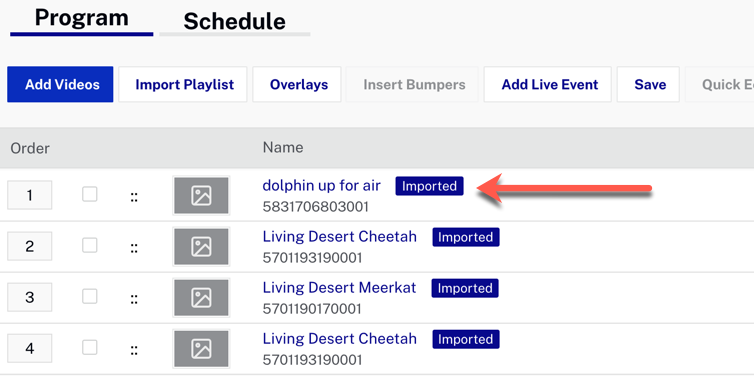 Program Schedule
Add Videos Import Playlist Overlays Insert Bumpers Add Live Event Save Quick E
Order Name
1 dolphin up for air Imported
5831706803001
2 Living Desert Cheetah Imported
5701193190001
3 Living Desert Meerkat Imported
5701190170001
4 Living Desert Cheetah Imported
5701193190001